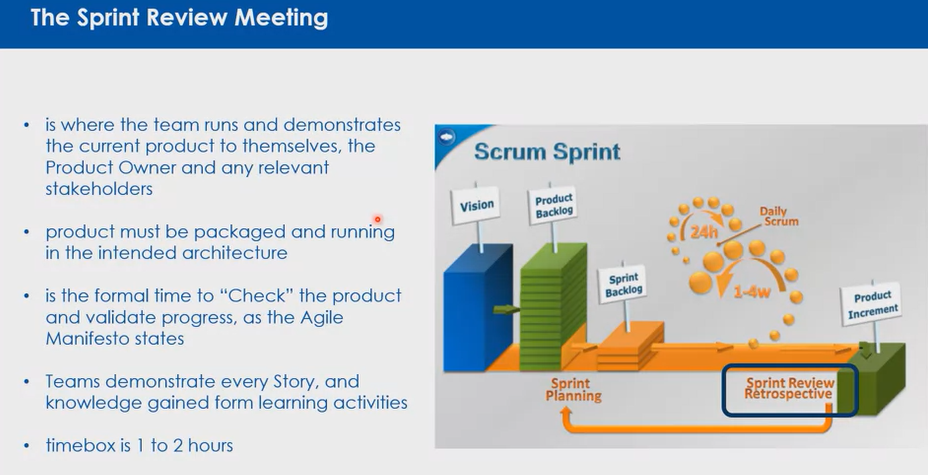 The Sprint Review Meeting
• is where the team runs and demonstrates
the current product to themselves, the
Product Owner and any relevant
stakeholders
• product must be packaged and running
in the intended architecture
• is the formal time to “Check” the product
and validate progress, as the Agile
Manifesto states
• Teams demonstrate every Story, and
knowledge gained form learning activities
• timebox is 1 to 2 hours
Scrum Sprint
Vision
Product
Backlog
Sprint
Backlog
24h
Daily
Scrum
1-4w
Product
Increment
Sprint
Planning
Sprint Review
Retrospective